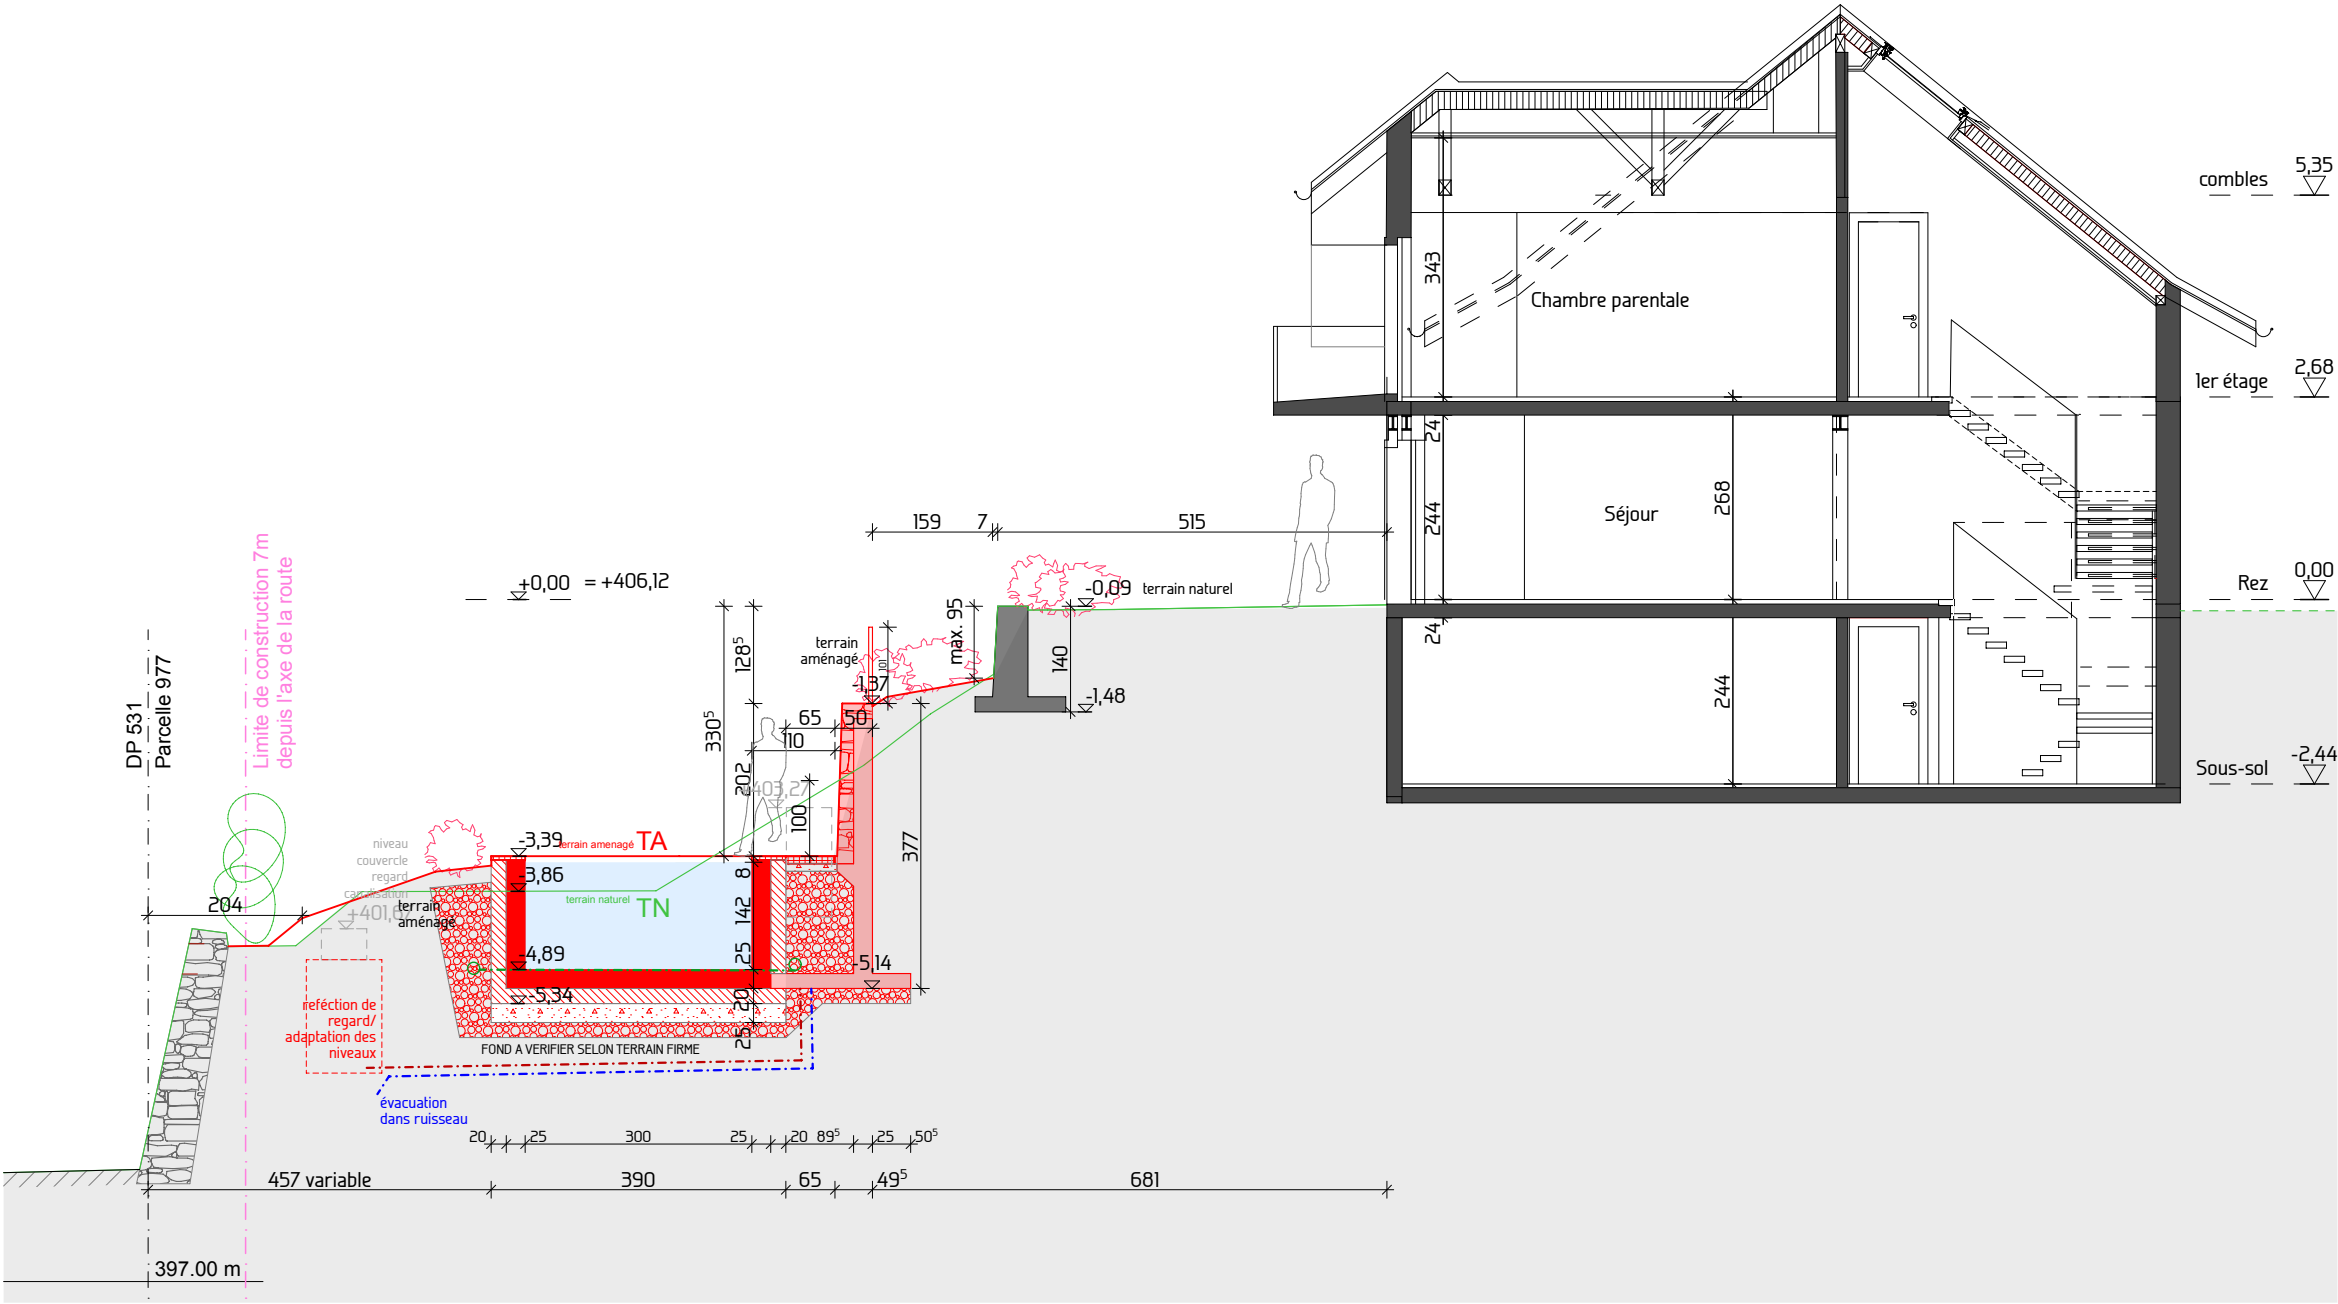 combles
5,35
343
Chambre parentale
1er étage
2,68
24
244
268
Séjour
159
7
515
+0,00 = +406,12
-0,09
terrain naturel
Rez
0,00
max. 95
140
-1,48
24
244
Sous-sol
-2,44
DP 531
Parcelle 977
Limite de construction 7m
depuis l'axe de la route
128⁵
330⁵
202
terrain
aménagé
101
-1,37
65
50
110
+403,27
100
377
niveau
couvercle
regard
canalisation
204
terrain
aménagé
-3,39
terrain amenagé TA
-3,86
terrain naturel TN
8
142
25
-4,89
-5,14
-5,34
20
25
FOND A VERIFIER SELON TERRAIN FIRME
reféction de
regard/
adaptation des
niveaux
évacuation
dans ruisseau
20
25
300
25
20
89⁵
25
50⁵
457 variable
390
65
49⁵
681
397.00 m